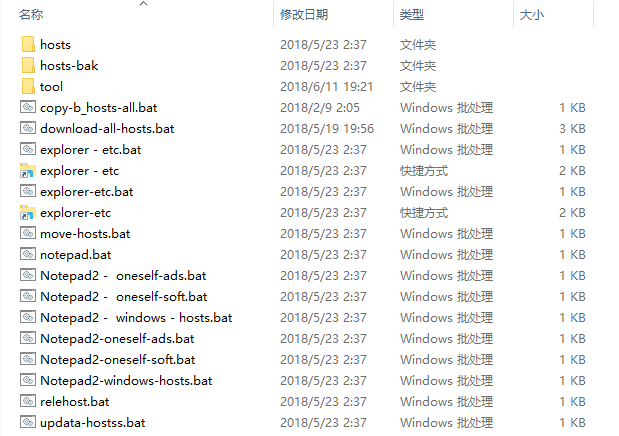 名称 修改日期 类型 大小
hosts 2018/5/23 2:37 文件夹
hosts-bak 2018/5/23 2:37 文件夹
tool 2018/6/11 19:21 文件夹
copy-b_hosts-all.bat 2018/2/9 2:05 Windows 批处理 1 KB
download-all-hosts.bat 2018/5/19 19:56 Windows 批处理 3 KB
explorer - etc.bat 2018/5/23 2:37 Windows 批处理 1 KB
explorer - etc 2018/5/23 2:37 快捷方式 2 KB
explorer-etc.bat 2018/5/23 2:37 Windows 批处理 1 KB
explorer-etc 2018/5/23 2:37 快捷方式 2 KB
move-hosts.bat 2018/5/23 2:37 Windows 批处理 1 KB
notepad.bat 2018/5/23 2:37 Windows 批处理 1 KB
Notepad2 - oneself-ads.bat 2018/5/23 2:37 Windows 批处理 1 KB
Notepad2 - oneself-soft.bat 2018/5/23 2:37 Windows 批处理 1 KB
Notepad2 - windows - hosts.bat 2018/5/23 2:37 Windows 批处理 1 KB
Notepad2-oneself-ads.bat 2018/5/23 2:37 Windows 批处理 1 KB
Notepad2-oneself-soft.bat 2018/5/23 2:37 Windows 批处理 1 KB
Notepad2-windows-hosts.bat 2018/5/23 2:37 Windows 批处理 1 KB
relehost.bat 2018/5/23 2:37 Windows 批处理 1 KB
updata-hostss.bat 2018/5/23 2:37 Windows 批处理 1 KB